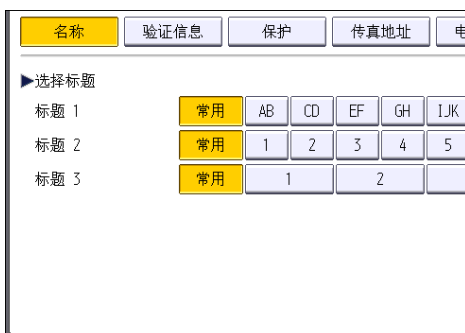 名称 验证信息 保护 传真地址
▶选择标题
标题 1 常用 AB CD EF GH IJK
标题 2 常用 1 2 3 4 5
标题 3 常用 1 2